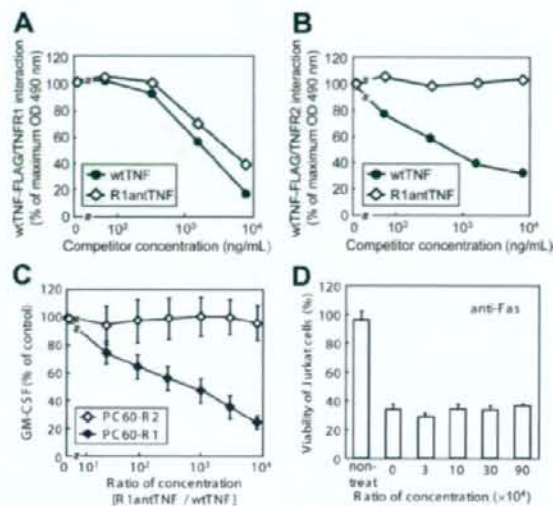 A
wtTNF-FLAG/TNFR1 interaction
(% of maximum OD 490 nm)
120
100
80
60
40
20
0
wtTNF
R1antTNF
0 10² 10³ 10⁴
Competitor concentration (ng/mL)
B
wtTNF-FLAG/TNFR2 interaction
(% of maximum OD 490 nm)
120
100
80
60
40
20
0
wtTNF
R1antTNF
0 10² 10³ 10⁴
Competitor concentration (ng/mL)
C
GM-CSF (% of control)
120
100
80
60
40
20
0
PC60-R2
PC60-R1
0 10¹ 10² 10³ 10⁴
Ratio of concentration
[R1antTNF / wtTNF]
D
Viability of Jurkat cells (%)
120
100
80
60
40
20
0
anti-Fas
non-
treat
0 3 10 30 90
Ratio of concentration (×10⁴)